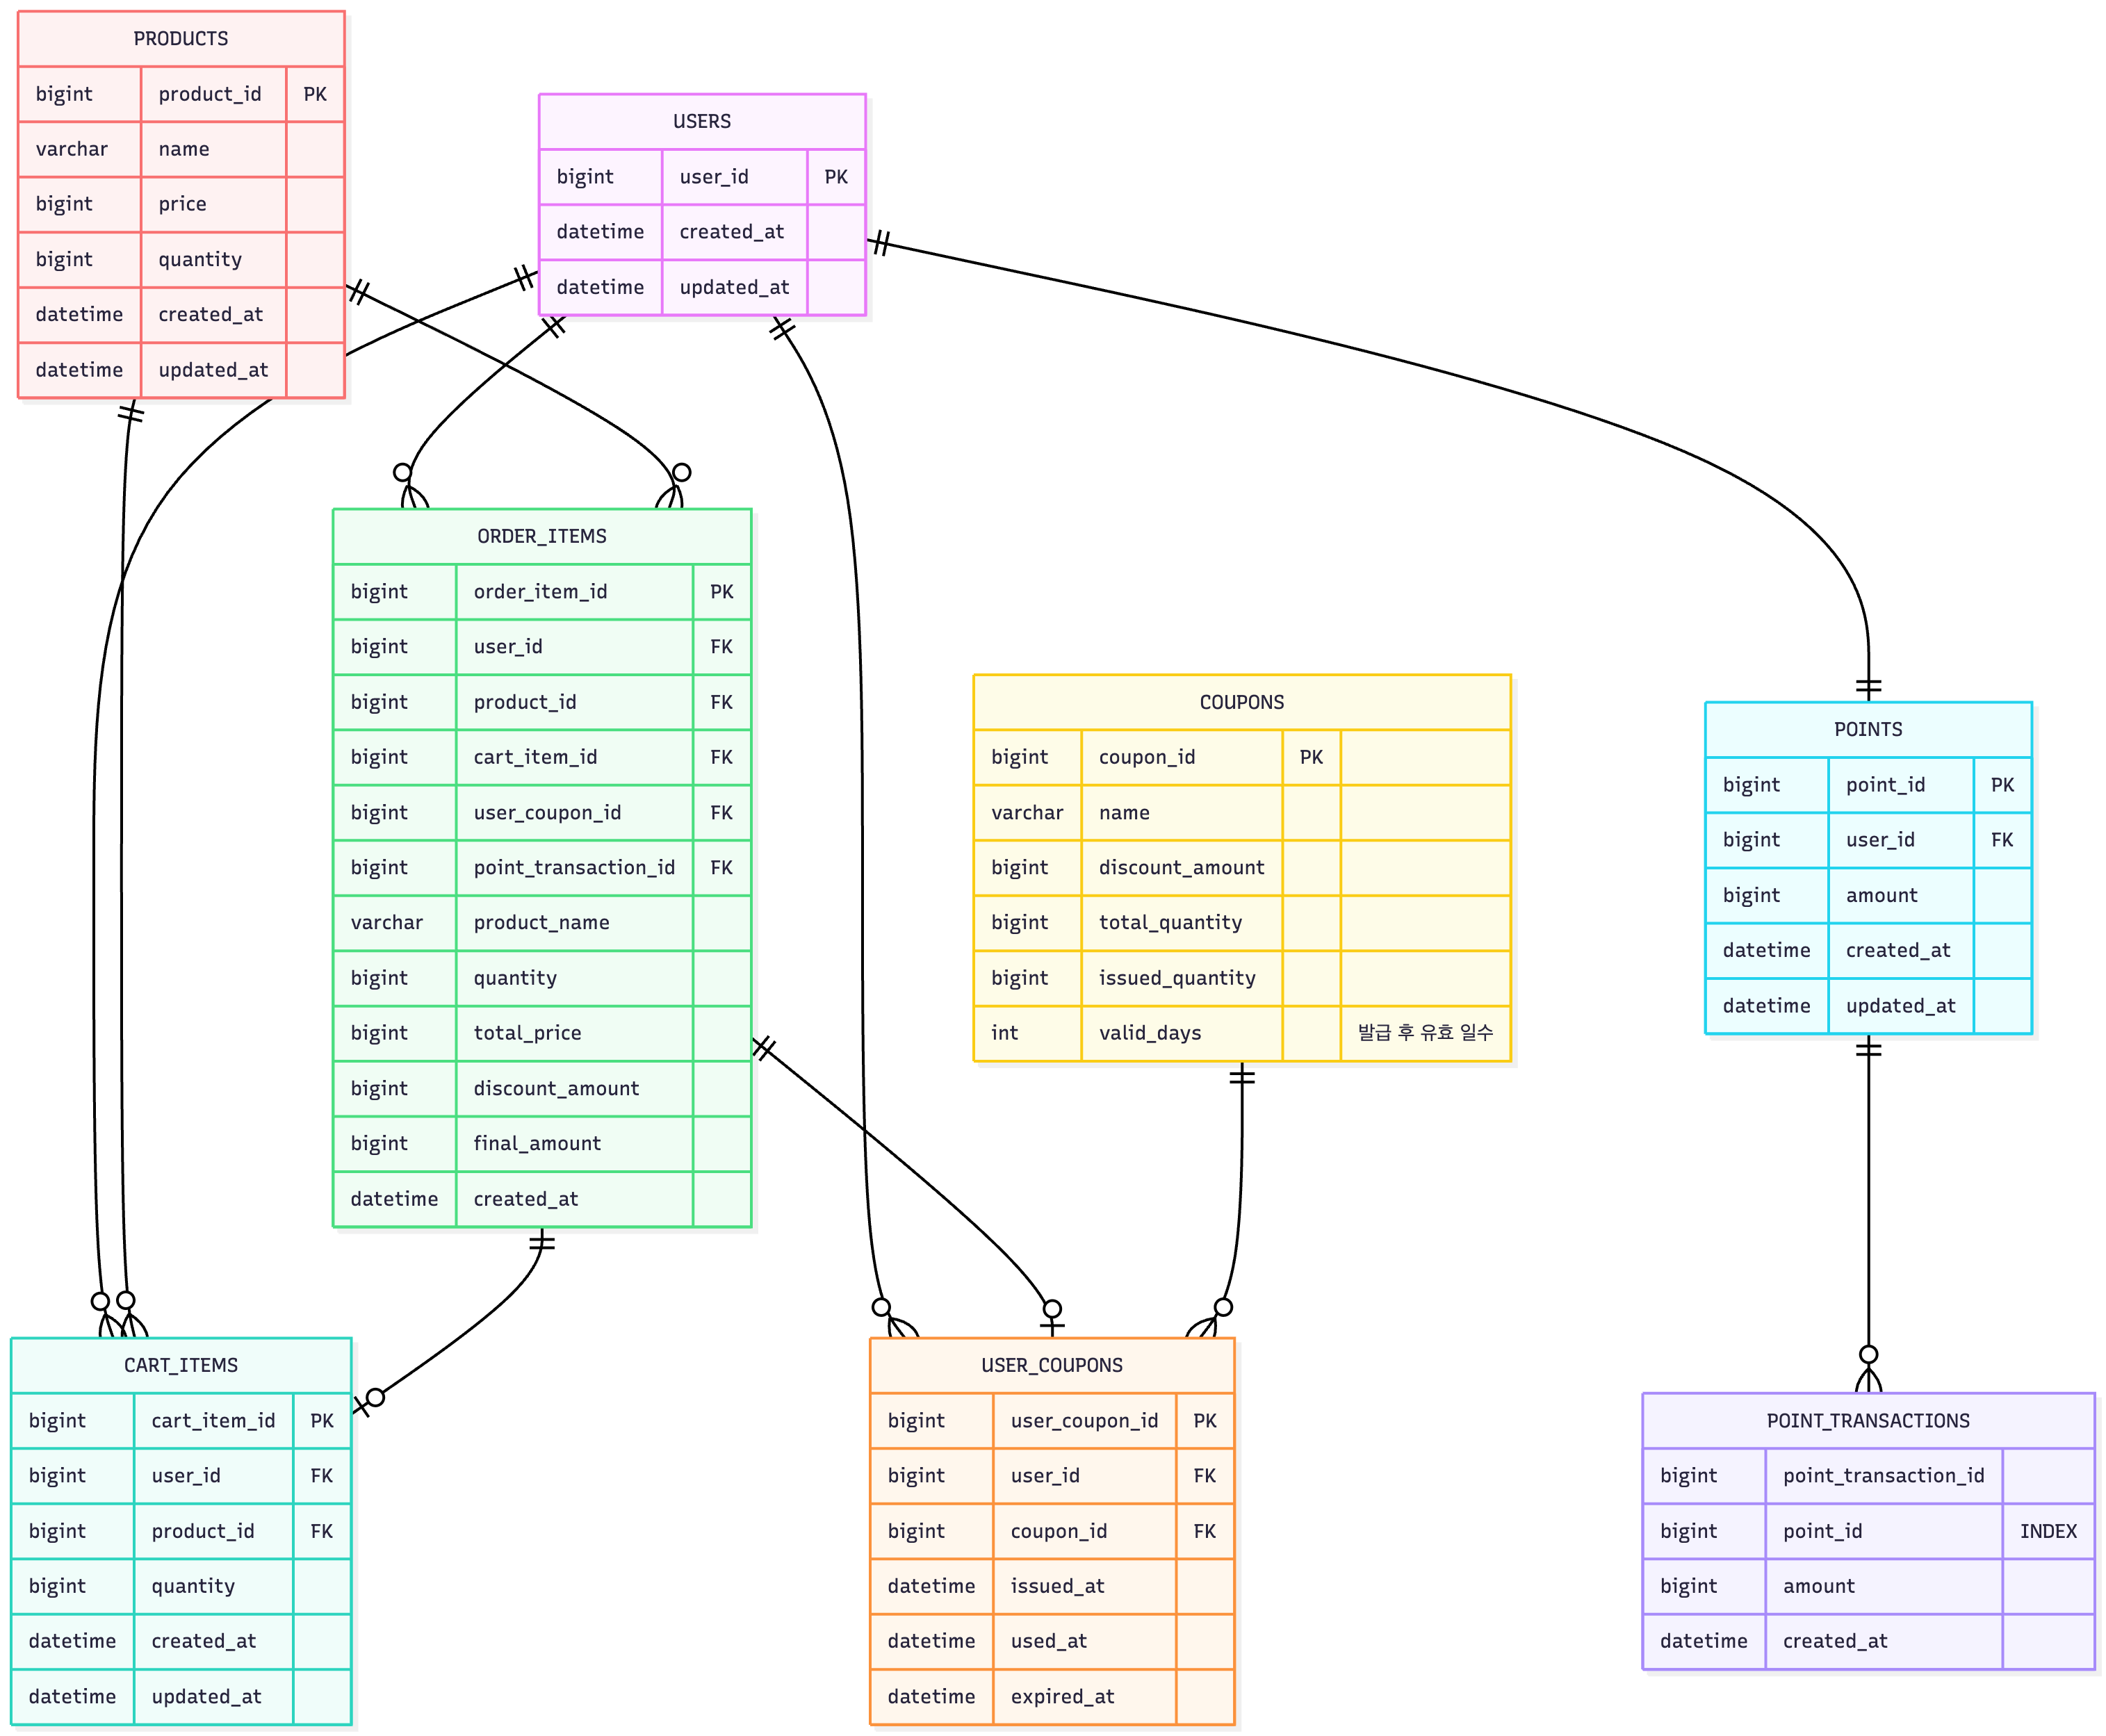 PRODUCTS
bigint product_id PK
varchar name
bigint price
bigint quantity
datetime created_at
datetime updated_at
USERS
bigint user_id PK
datetime created_at
datetime updated_at
ORDER_ITEMS
bigint order_item_id PK
bigint user_id FK
bigint product_id FK
bigint cart_item_id FK
bigint user_coupon_id FK
bigint point_transaction_id FK
varchar product_name
bigint quantity
bigint total_price
bigint discount_amount
bigint final_amount
datetime created_at
COUPONS
bigint coupon_id PK
varchar name
bigint discount_amount
bigint total_quantity
bigint issued_quantity
int valid_days 발급 후 유효 일수
POINTS
bigint point_id PK
bigint user_id FK
bigint amount
datetime created_at
datetime updated_at
CART_ITEMS
bigint cart_item_id PK
bigint user_id FK
bigint product_id FK
bigint quantity
datetime created_at
datetime updated_at
USER_COUPONS
bigint user_coupon_id PK
bigint user_id FK
bigint coupon_id FK
datetime issued_at
datetime used_at
datetime expired_at
POINT_TRANSACTIONS
bigint point_transaction_id
bigint point_id INDEX
bigint amount
datetime created_at